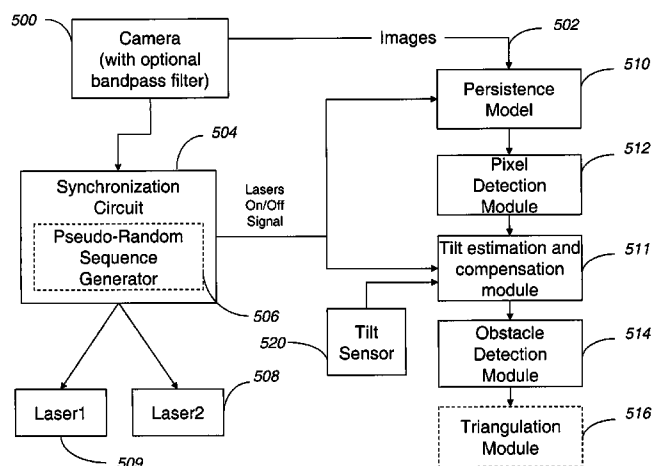 500
Camera
(with optional
bandpass filter)
Images
502
510
Persistence
Model
504
Synchronization
Circuit
Lasers
On/Off
Signal
512
Pixel
Detection
Module
Pseudo-Random
Sequence
Generator
506
Tilt estimation and
compensation
module
511
520
Tilt
Sensor
Obstacle
Detection
Module
514
Laser1
Laser2
508
509
Triangulation
Module
516